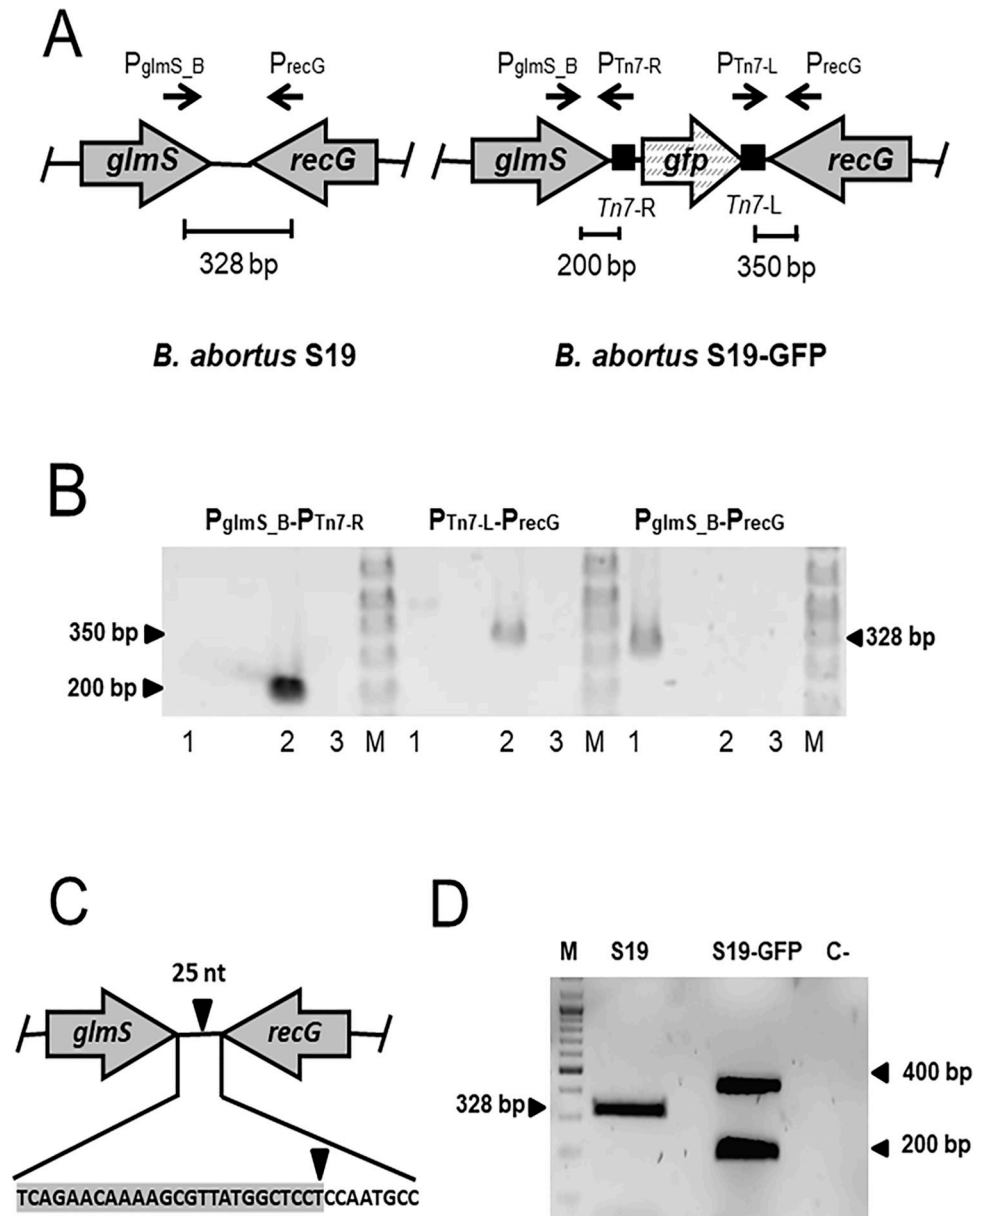 A
PglmS_B PrecG PglmS_B PTn7-R PTn7-L PrecG
glmS recG glmS gfp recG
Tn7-R Tn7-L
328 bp 200 bp 350 bp
B. abortus S19 B. abortus S19-GFP
B
PglmS_B-PTn7-R PTn7-L-PrecG PglmS_B-PrecG
350 bp 328 bp
200 bp
1 2 3 M 1 2 3 M 1 2 3 M
C
25 nt
glmS recG
TCAGAACAAAAGCGTTATGGCTCCTCCAATGCC
D
M S19 S19-GFP C-
400 bp
328 bp
200 bp